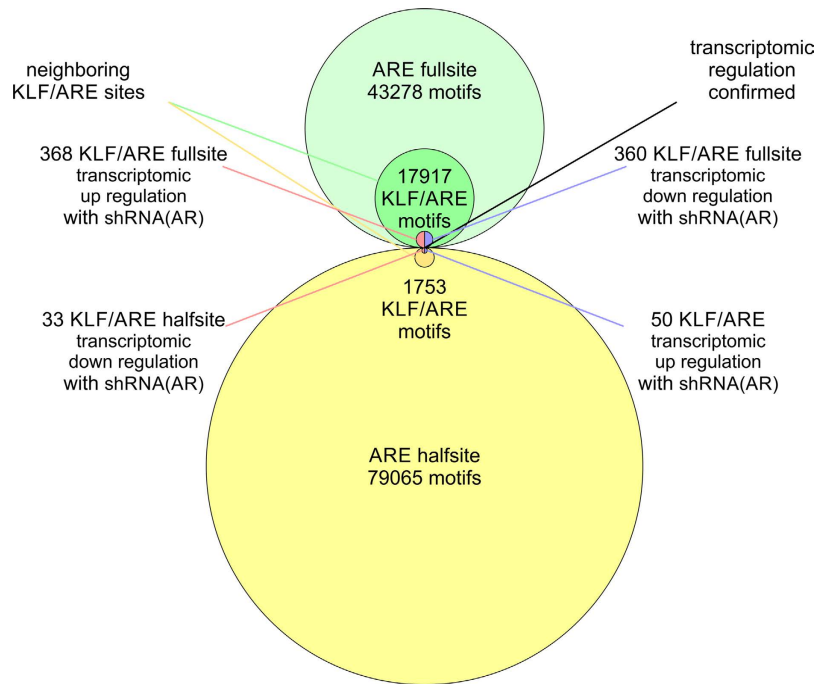 neighboring
KLF/ARE sites
ARE fullsite
43278 motifs
transcriptomic
regulation
confirmed
368 KLF/ARE fullsite
transcriptomic
up regulation
with shRNA(AR)
17917
KLF/ARE
motifs
360 KLF/ARE fullsite
transcriptomic
down regulation
with shRNA(AR)
33 KLF/ARE halfsite
transcriptomic
down regulation
with shRNA(AR)
1753
KLF/ARE
motifs
50 KLF/ARE
transcriptomic
up regulation
with shRNA(AR)
ARE halfsite
79065 motifs